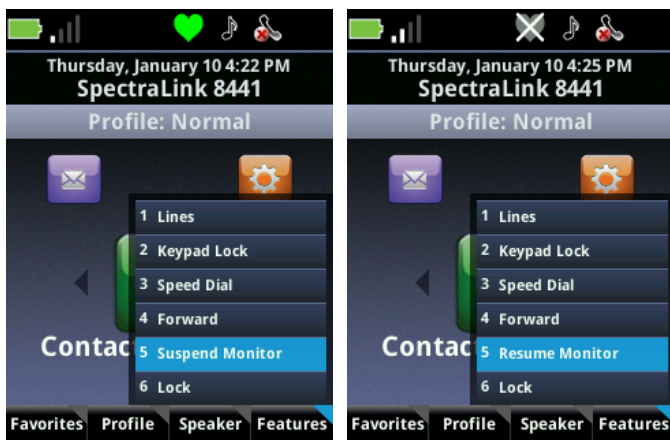 Thursday, January 10 4:22 PM
SpectraLink 8441
Profile: Normal
1 Lines
2 Keypad Lock
3 Speed Dial
4 Forward
Contac
5 Suspend Monitor
6 Lock
Favorites Profile Speaker Features
Thursday, January 10 4:25 PM
SpectraLink 8441
Profile: Normal
1 Lines
2 Keypad Lock
3 Speed Dial
4 Forward
Contac
5 Resume Monitor
6 Lock
Favorites Profile Speaker Features